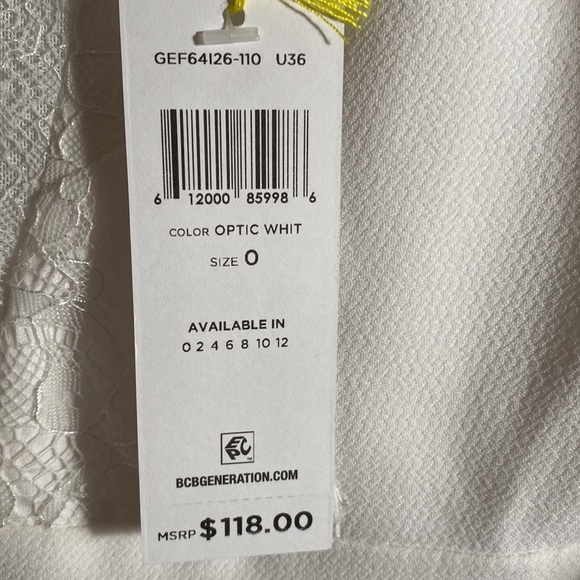 GEF64I26-110 U36
6 12000 85998 6
COLOR OPTIC WHIT
SIZE 0
AVAILABLE IN
0 2 4 6 8 10 12
BCBGENERATION.COM
MSRP $118.00